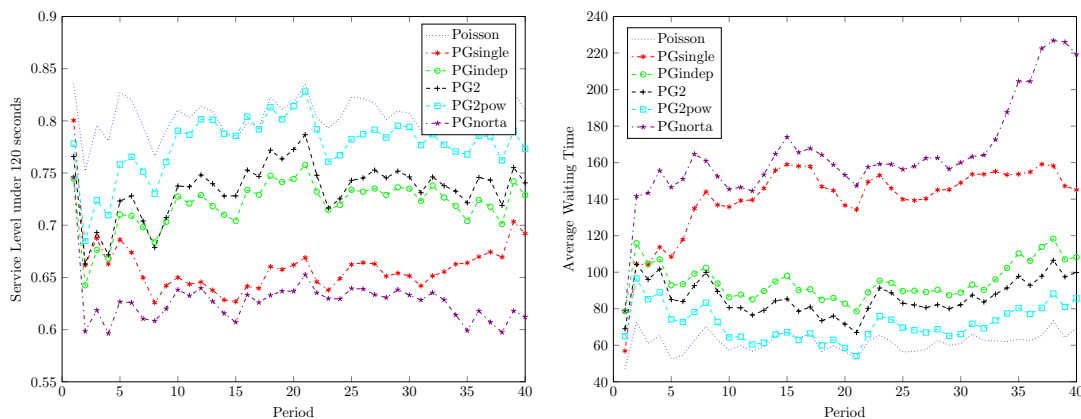 0.9
0.85
0.8
0.75
0.7
0.65
0.6
0.55
Service Level under 120 seconds
0 5 10 15 20 25 30 35 40
Period
Poisson
PGsingle
PGindep
PG2
PG2pow
PGnorta
240
220
200
180
160
140
120
100
80
60
40
Average Waiting Time
0 5 10 15 20 25 30 35 40
Period
Poisson
PGsingle
PGindep
PG2
PG2pow
PGnorta